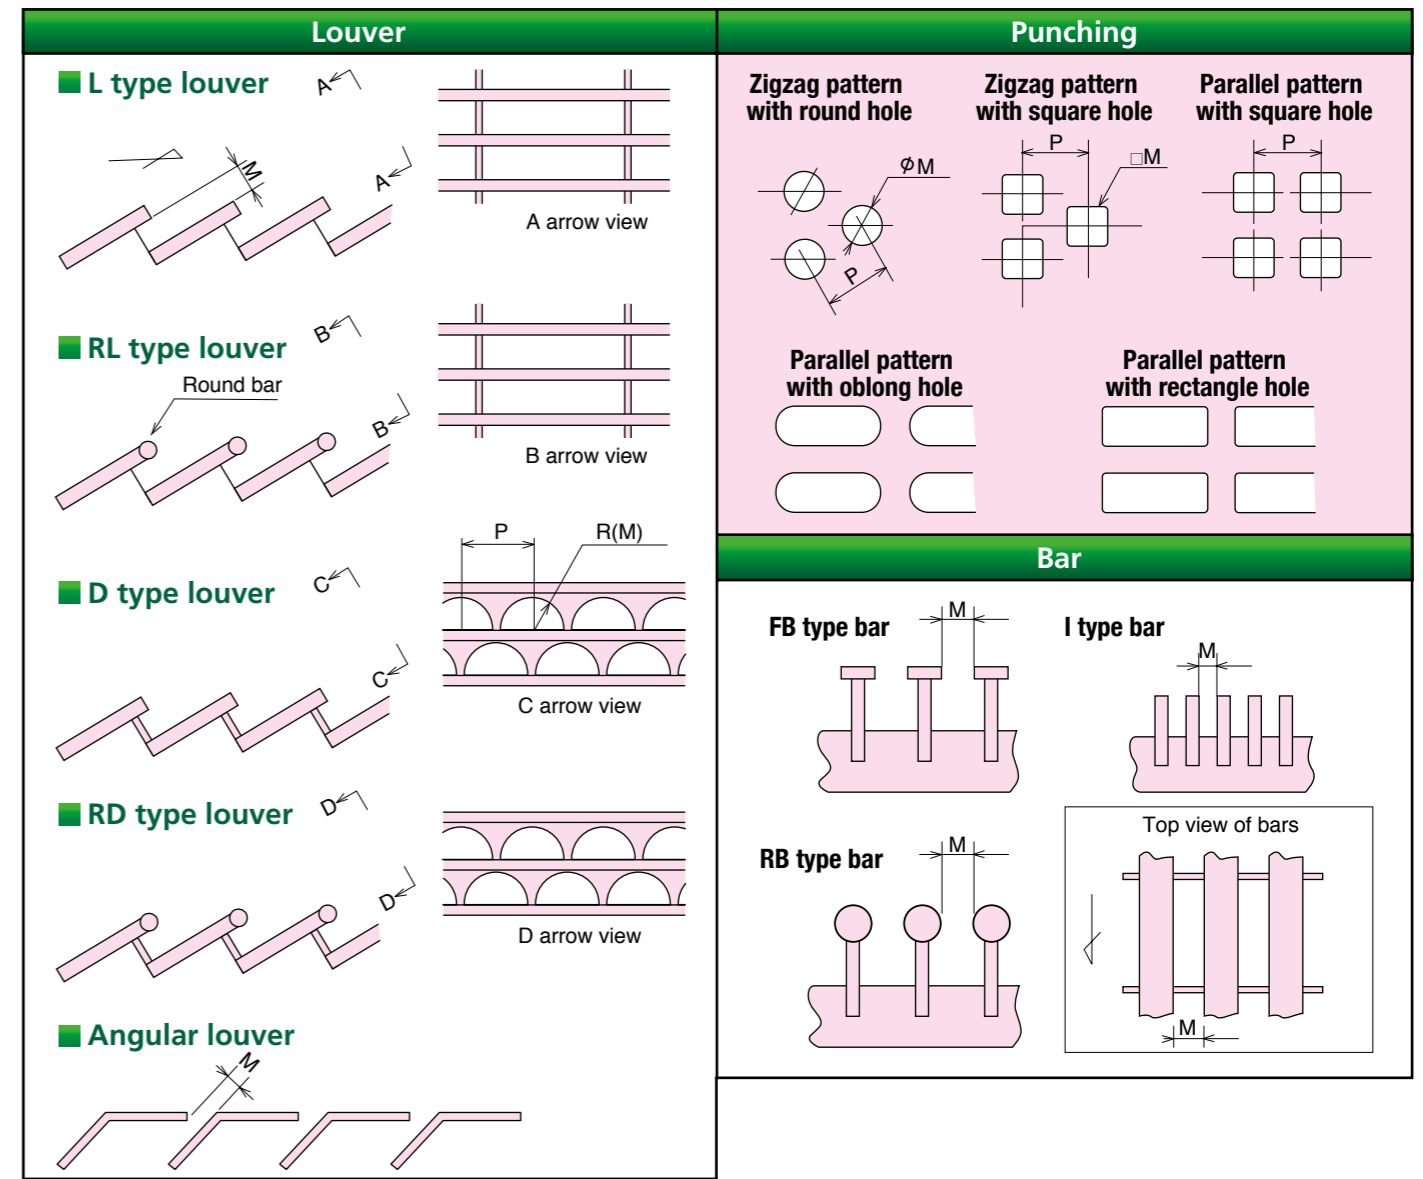 Louver
L type louver
A
M
A
A arrow view
RL type louver
B
Round bar
B
B arrow view
D type louver
C
P
R(M)
C
C arrow view
RD type louver
D
D
D arrow view
Angular louver
M
Punching
Zigzag pattern
with round hole
φM
P
Zigzag pattern
with square hole
P
□M
Parallel pattern
with square hole
P
Parallel pattern
with oblong hole
Parallel pattern
with rectangle hole
Bar
FB type bar
M
I type bar
M
RB type bar
M
Top view of bars
M